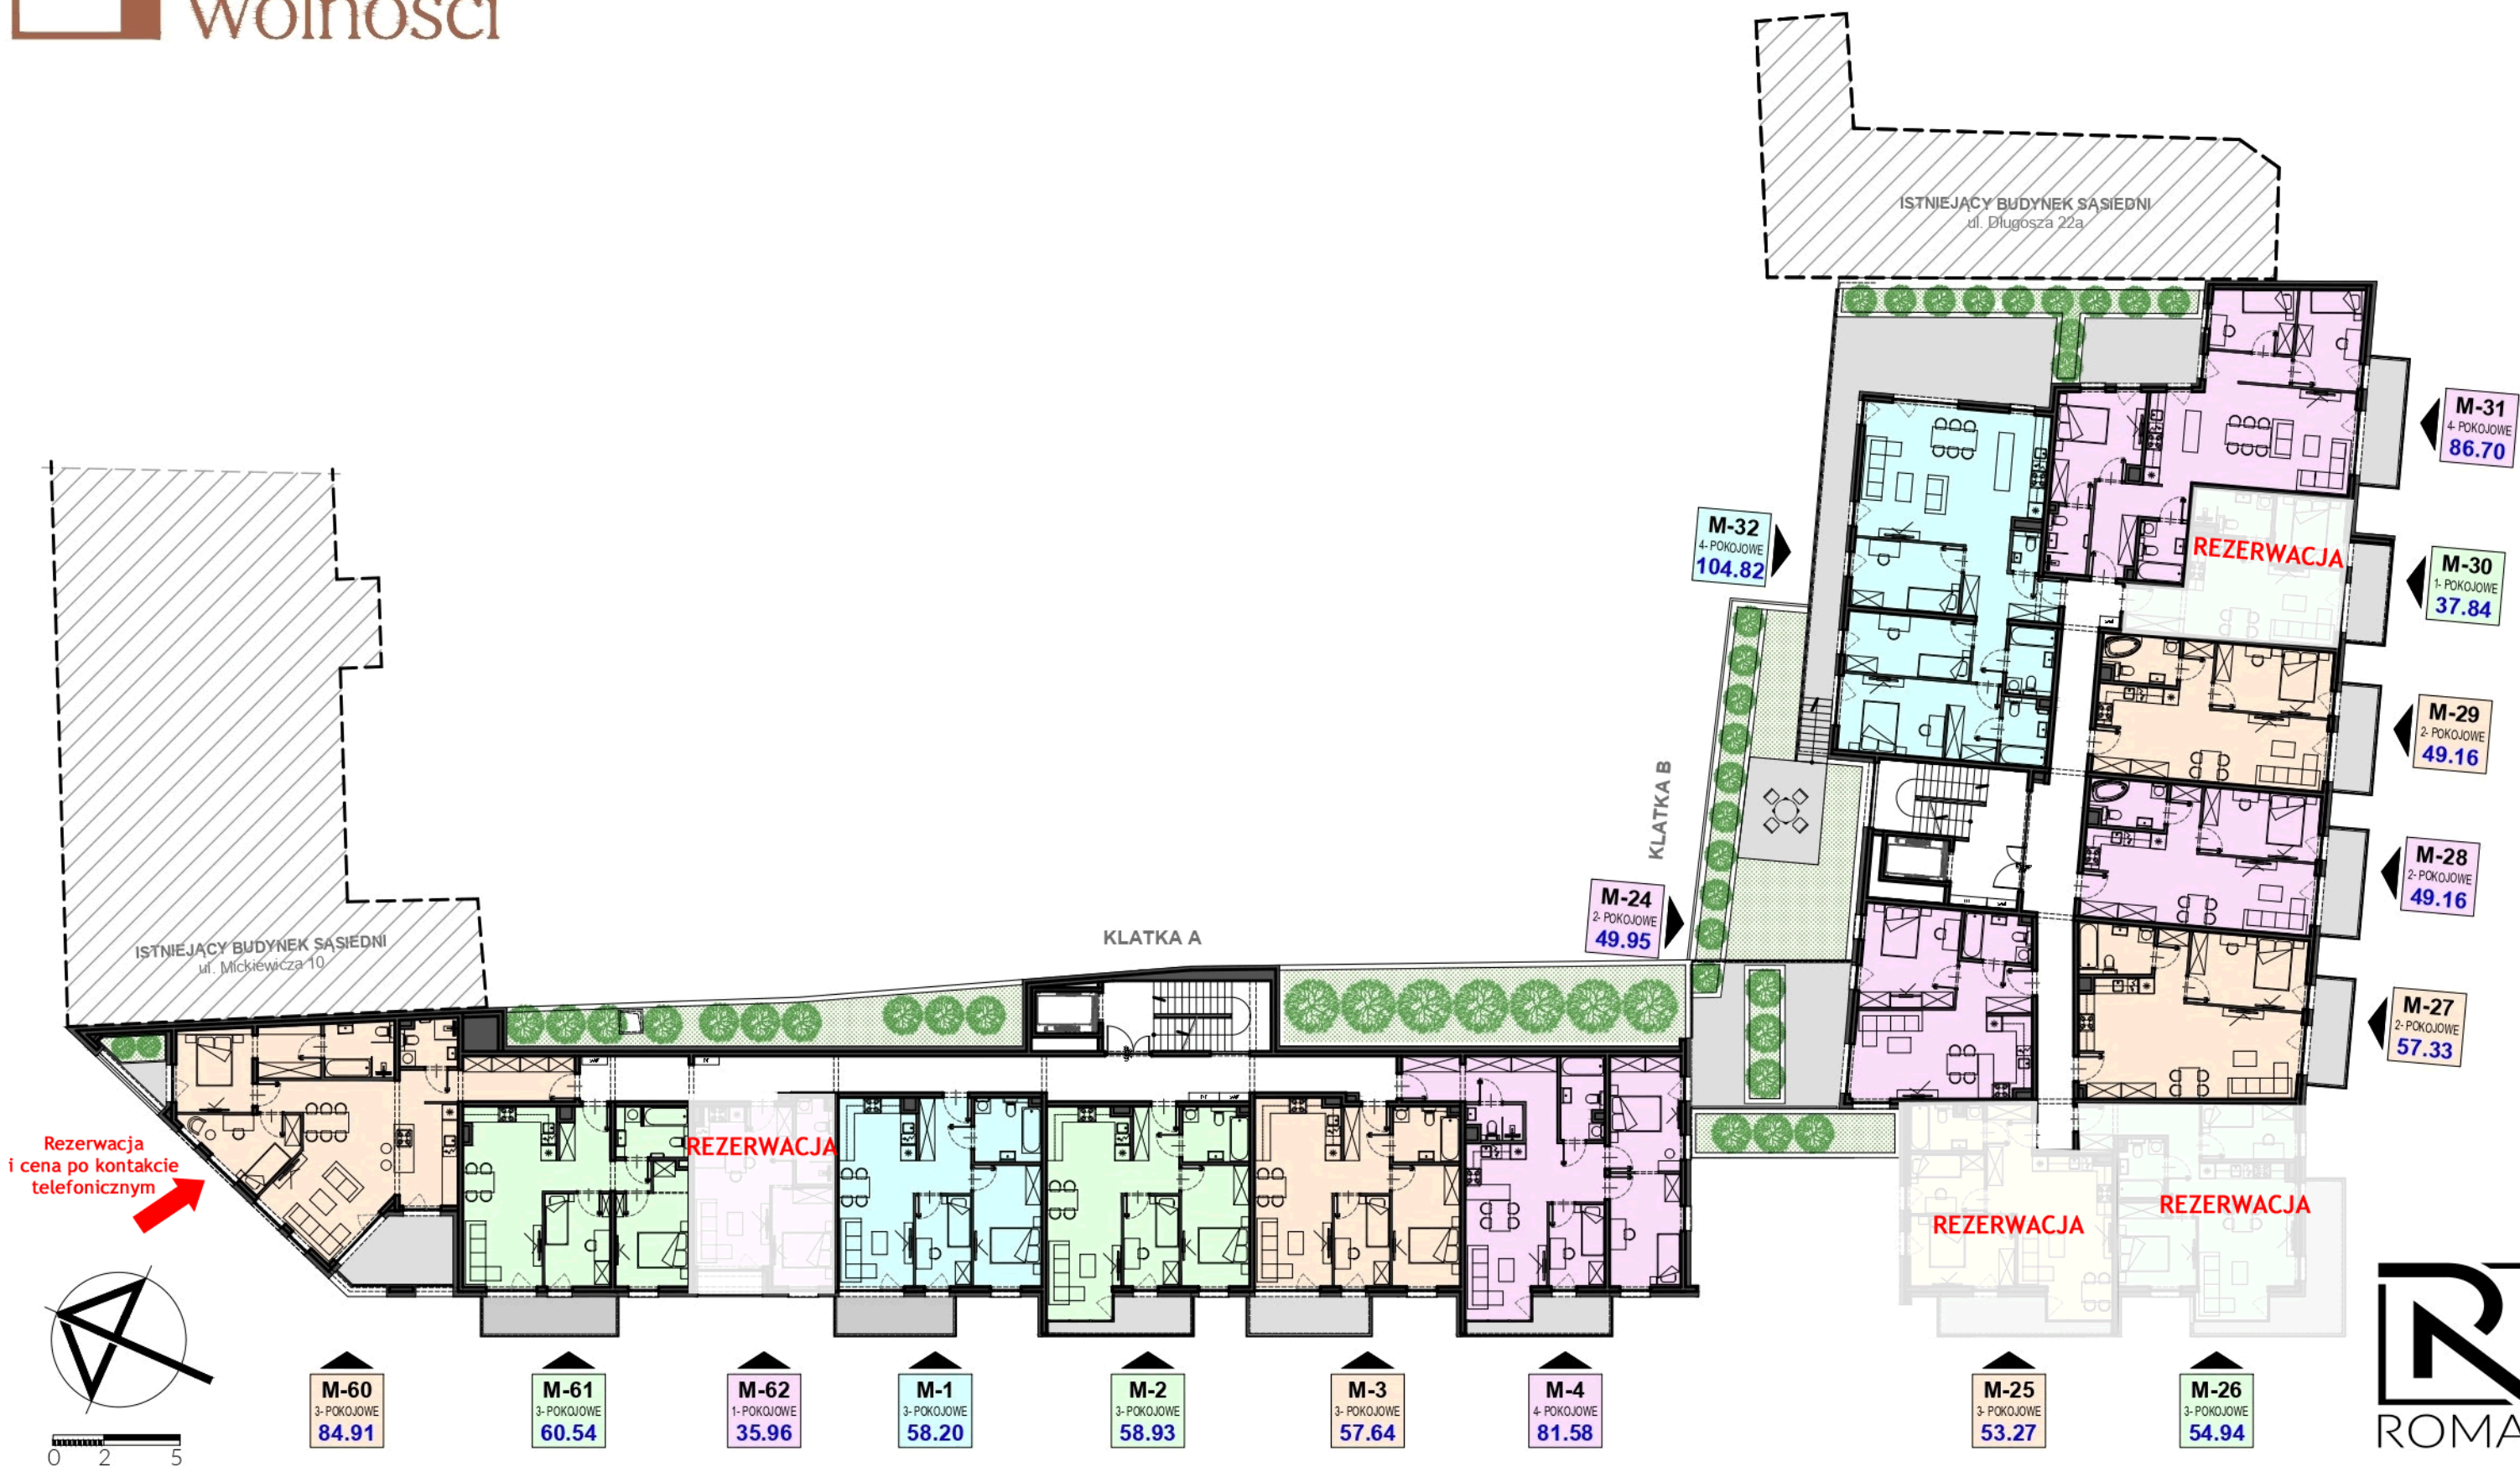 wolności
ISTNIEJĄCY BUDYNEK SĄSIEDNI
ul. Długosza 22a
M-31
4- POKOJOWE
86.70
M-32
4- POKOJOWE
104.82
REZERWACJA
M-30
1- POKOJOWE
37.84
M-29
2- POKOJOWE
49.16
KLATKA B
M-28
2- POKOJOWE
49.16
M-24
2- POKOJOWE
49.95
KLATKA A
ISTNIEJĄCY BUDYNEK SĄSIEDNI
ul. Mickiewicza 10
M-27
2- POKOJOWE
57.33
Rezerwacja
i cena po kontakcie
telefonicznym
REZERWACJA
REZERWACJA
REZERWACJA
M-60
3- POKOJOWE
84.91
M-61
3- POKOJOWE
60.54
M-62
1- POKOJOWE
35.96
M-1
3- POKOJOWE
58.20
M-2
3- POKOJOWE
58.93
M-3
3- POKOJOWE
57.64
M-4
4- POKOJOWE
81.58
M-25
3- POKOJOWE
53.27
M-26
3- POKOJOWE
54.94
0 2 5
ROMA